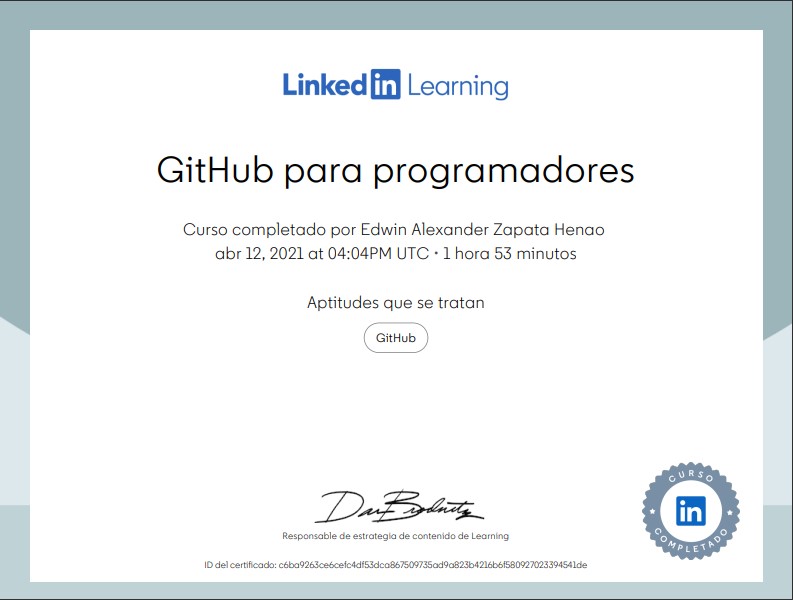 Linked in Learning
GitHub para programadores
Curso completado por Edwin Alexander Zapata Henao
abr 12, 2021 at 04:04PM UTC • 1 hora 53 minutos
Aptitudes que se tratan
GitHub
Responsable de estrategia de contenido de Learning
ID del certificado: c6ba9263ce6cefc4df53dca867509735ad9a823b4216b6f580927023394541de
CURSO
in
COMPLETADO